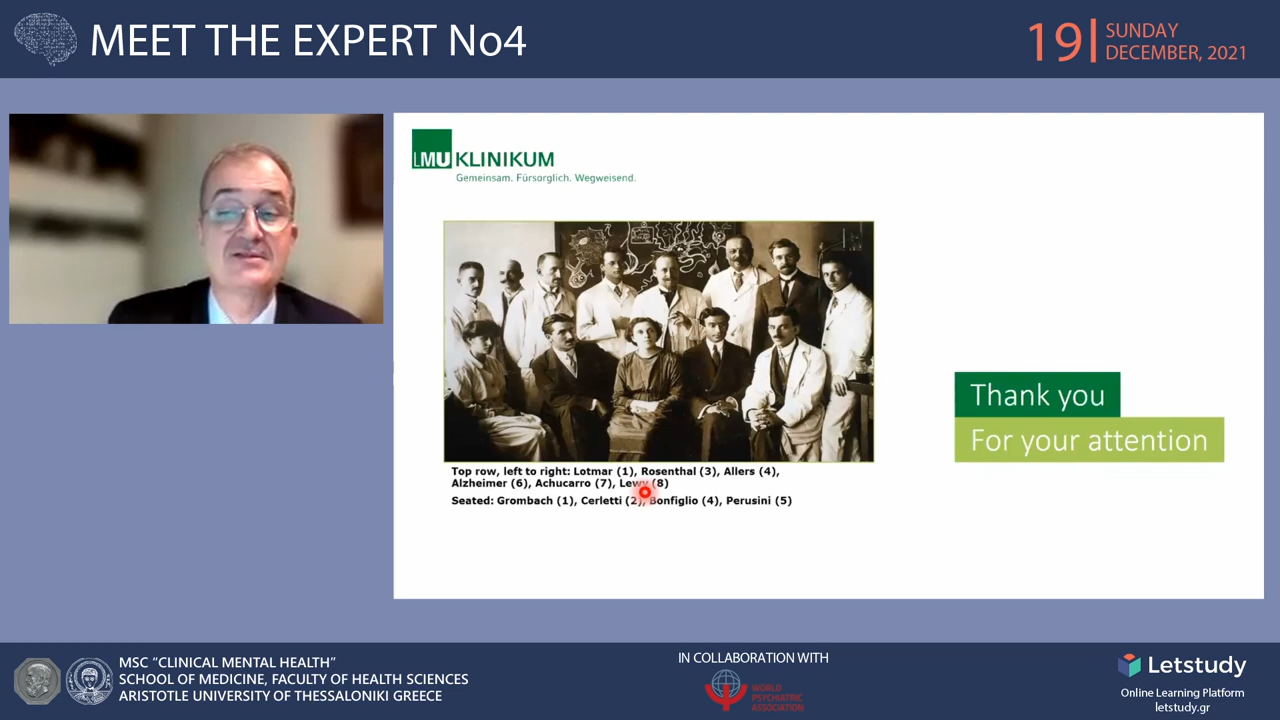 MEET THE EXPERT No4
19
SUNDAY
DECEMBER, 2021
LMU KLINIKUM
Gemeinsam. Fürsorglich. Wegweisend.
Top row, left to right: Lotmar (1), Rosenthal (3), Allers (4),
Alzheimer (6), Achucarro (7), Lewy (8)
Seated: Grombach (1), Cerletti (2), Bonfiglio (4), Perusini (5)
Thank you
For your attention
MSC “CLINICAL MENTAL HEALTH”
SCHOOL OF MEDICINE, FACULTY OF HEALTH SCIENCES
ARISTOTLE UNIVERSITY OF THESSALONIKI GREECE
IN COLLABORATION WITH
WORLD
PSYCHIATRIC
ASSOCIATION
Letstudy
Online Learning Platform
letstudy.gr